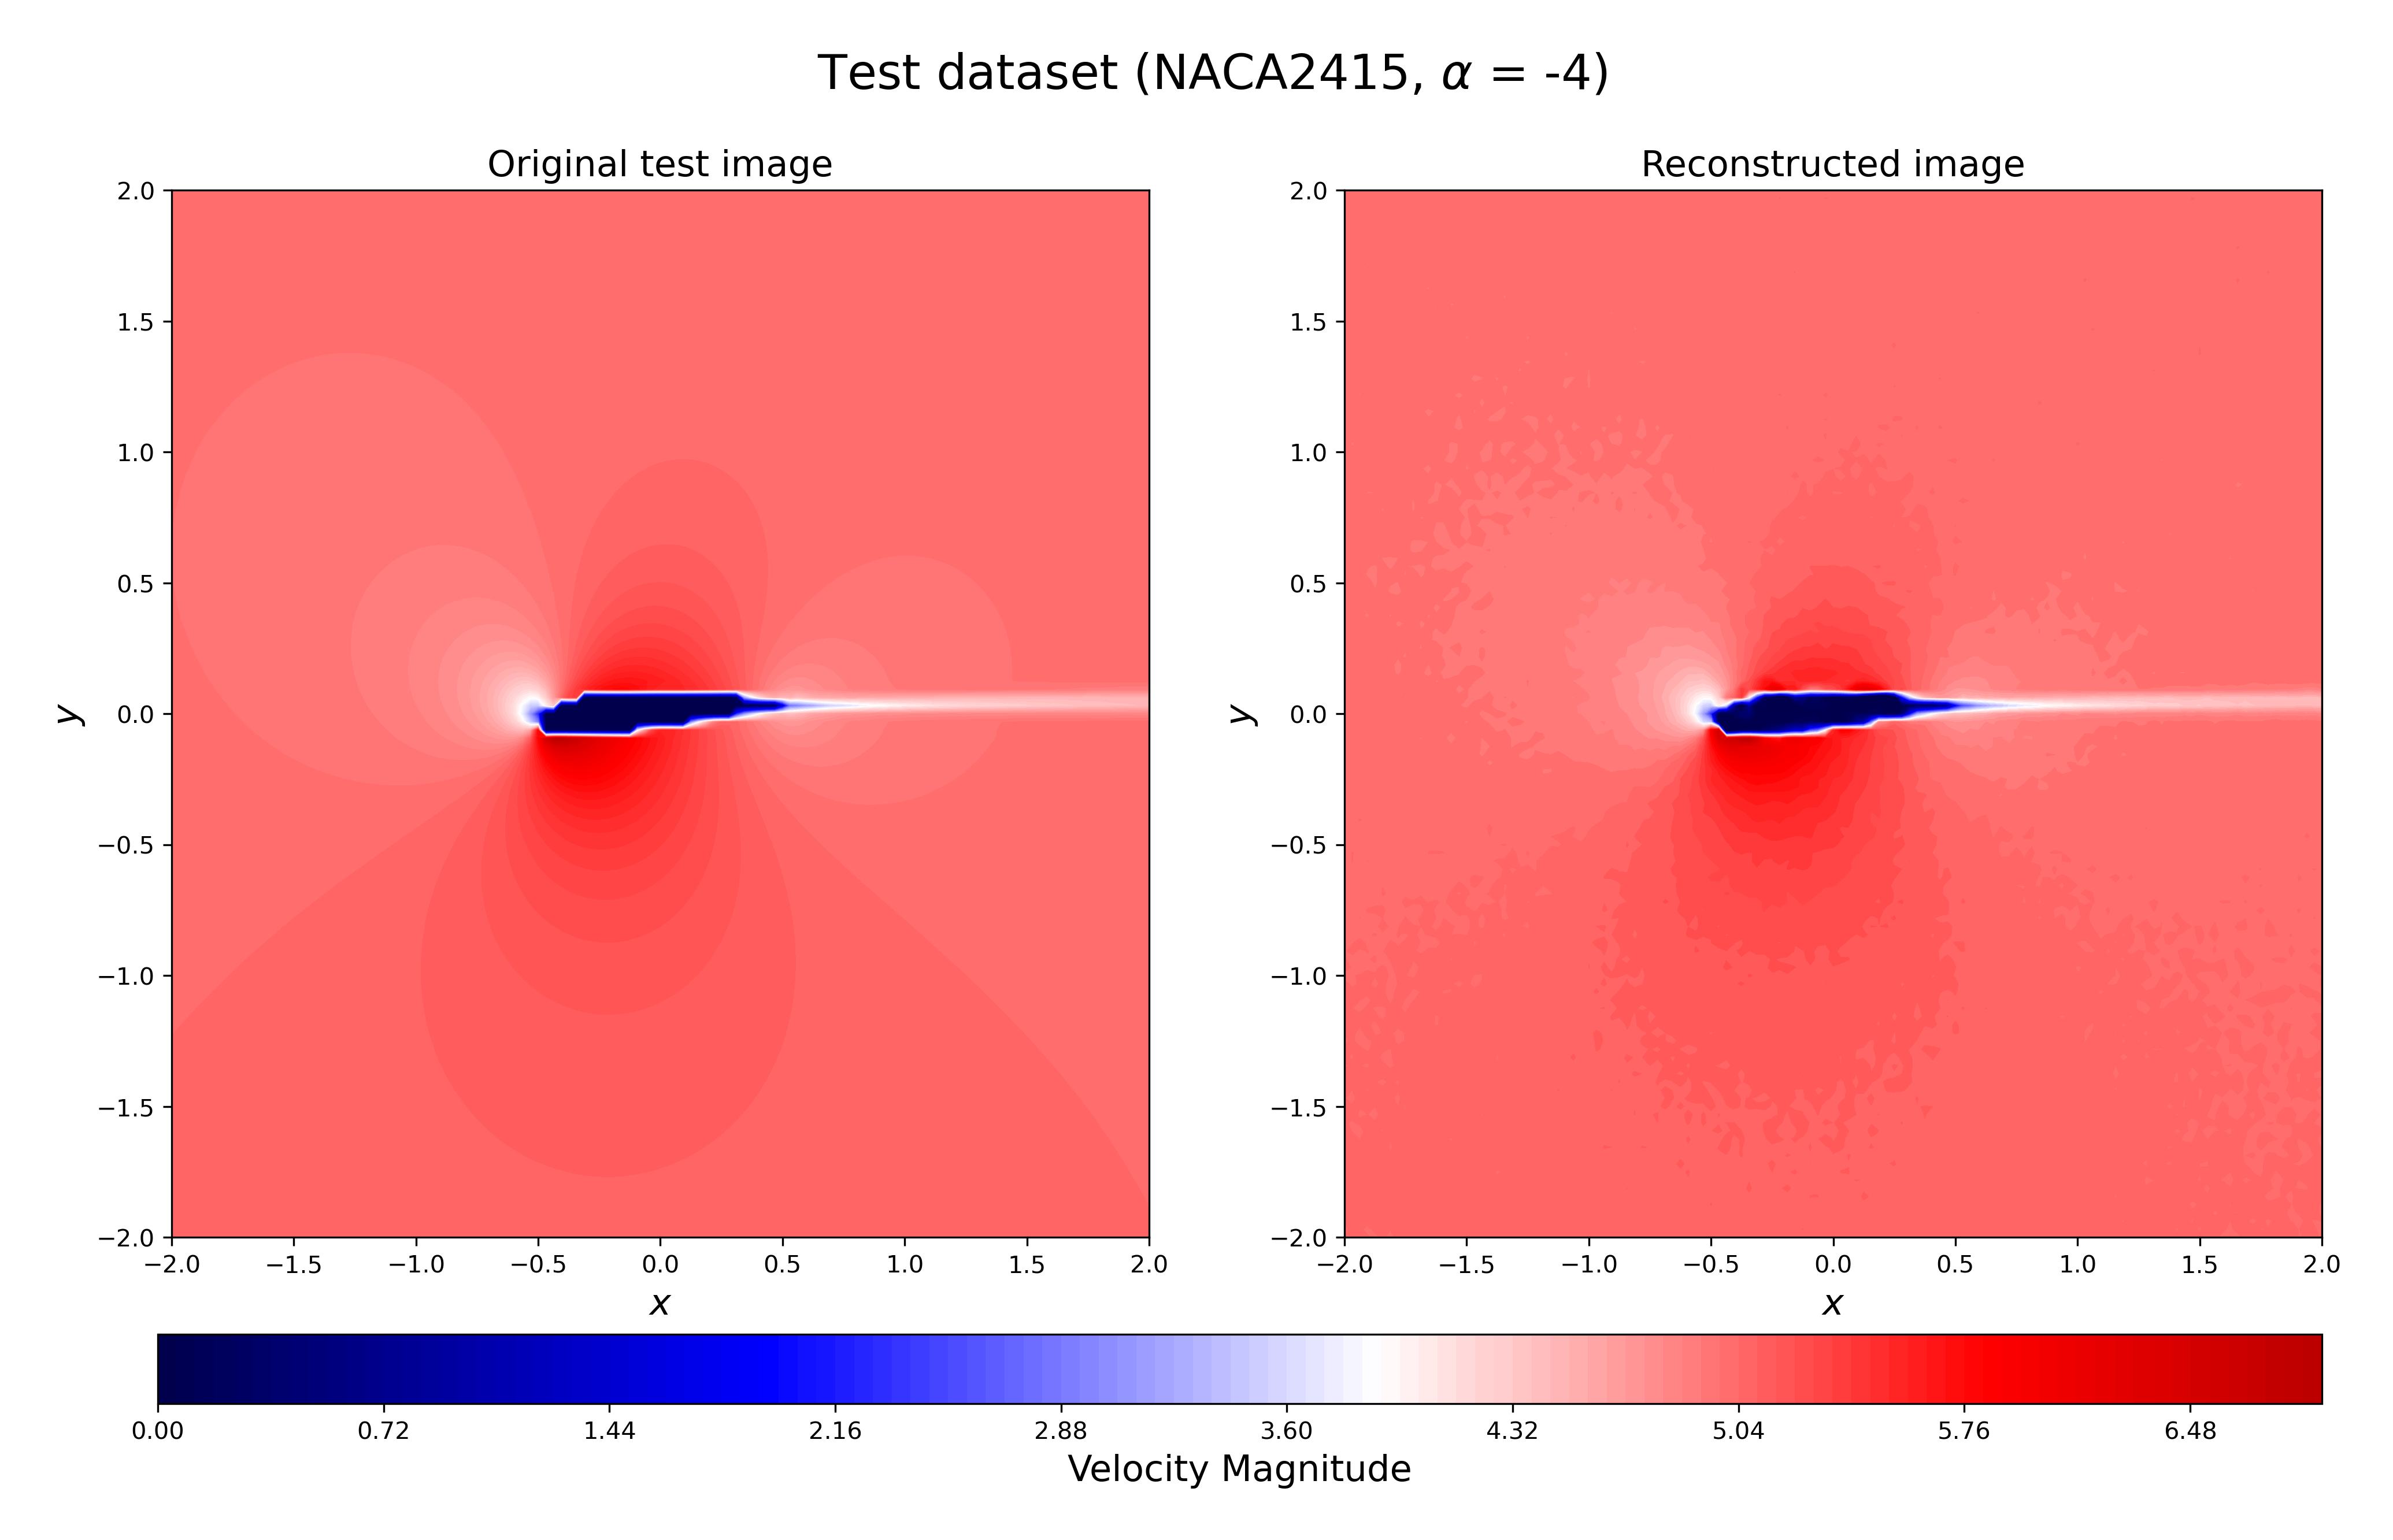 Test dataset (NACA2415, α = -4)
Original test image
Reconstructed image
2.0
1.5
1.0
0.5
0.0
−0.5
−1.0
−1.5
−2.0
y
−2.0 −1.5 −1.0 −0.5 0.0 0.5 1.0 1.5 2.0
x
2.0
1.5
1.0
0.5
0.0
−0.5
−1.0
−1.5
−2.0
y
−2.0 −1.5 −1.0 −0.5 0.0 0.5 1.0 1.5 2.0
x
0.00 0.72 1.44 2.16 2.88 3.60 4.32 5.04 5.76 6.48
Velocity Magnitude